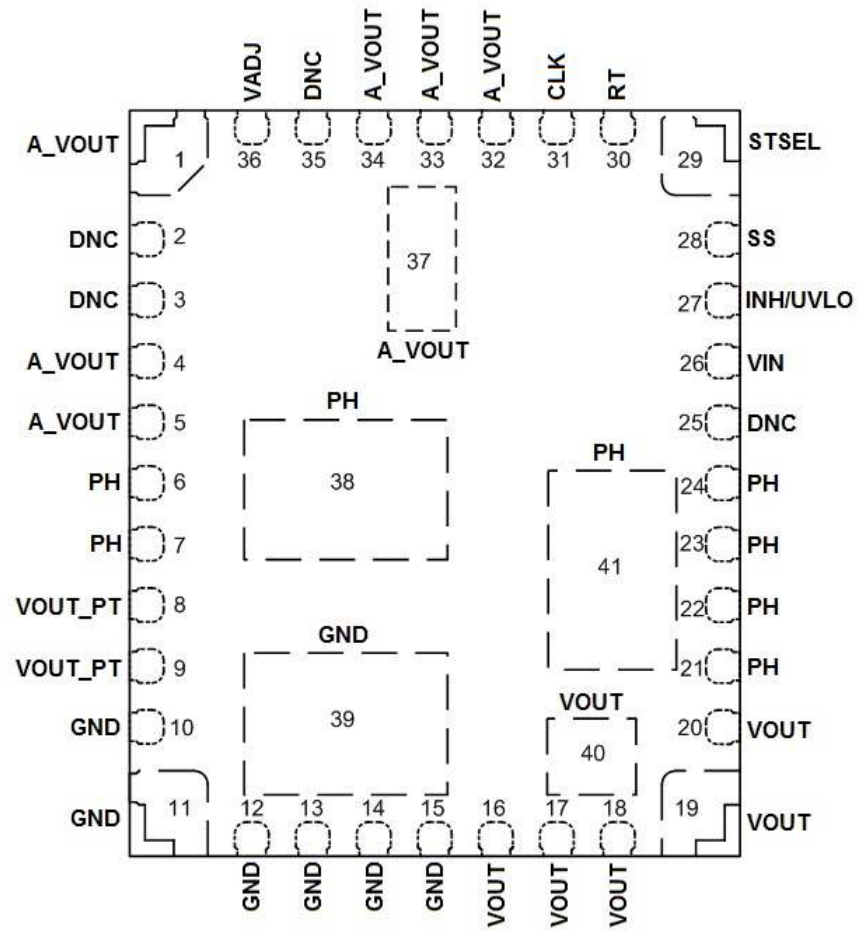 VADJ
DNC
A_VOUT
A_VOUT
A_VOUT
CLK
RT
A_VOUT
1
36
35
34
33
32
31
30
29
STSEL
DNC
2
28
SS
37
DNC
3
27
INH/UVLO
A_VOUT
A_VOUT
4
26
VIN
PH
A_VOUT
5
25
DNC
PH
PH
6
38
24
PH
PH
7
23
PH
41
VOUT_PT
8
22
PH
GND
VOUT_PT
9
21
PH
VOUT
GND
10
39
20
VOUT
40
GND
11
12
13
14
15
16
17
18
19
VOUT
GND
GND
GND
GND
VOUT
VOUT
VOUT